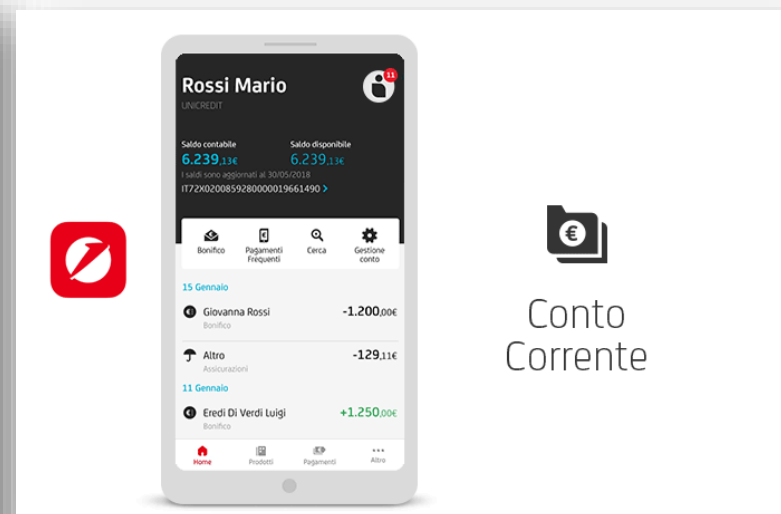 Rossi Mario
11
UNICREDIT
Saldo contabile Saldo disponibile
6.239,13€ 6.239,13€
I saldi sono aggiornati al 30/05/2018
IT72X0200859280000019661490 >
Bonifico Pagamenti Frequenti Cerca Gestione conto
15 Gennaio
Giovanna Rossi -1.200,00€
Bonifico
Altro -129,11€
Assicurazioni
11 Gennaio
Eredi Di Verdi Luigi +1.250,00€
Bonifico
Home Prodotti Pagamenti Altro
Conto
Corrente